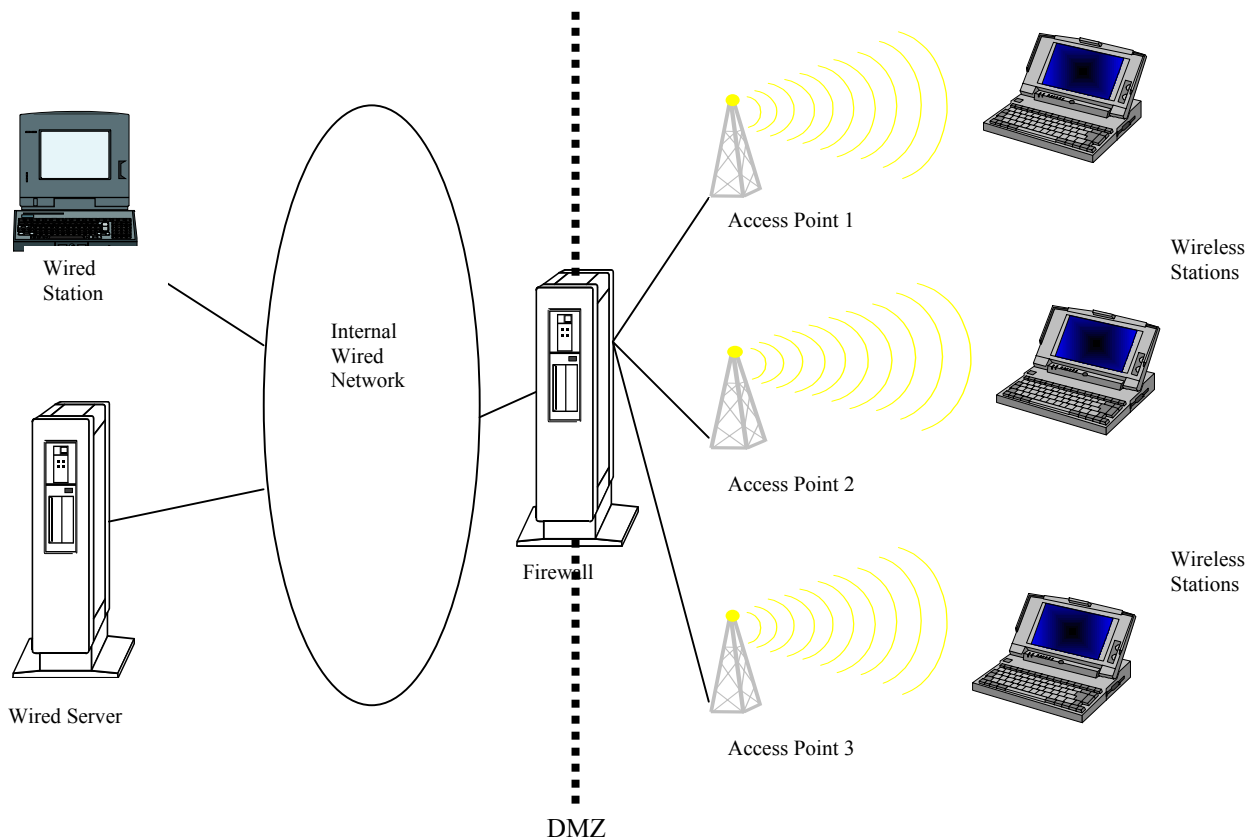 Access Point 1
Wireless
Stations
Wired
Station
Internal
Wired
Network
Access Point 2
Firewall
Wireless
Stations
Wired Server
Access Point 3
DMZ